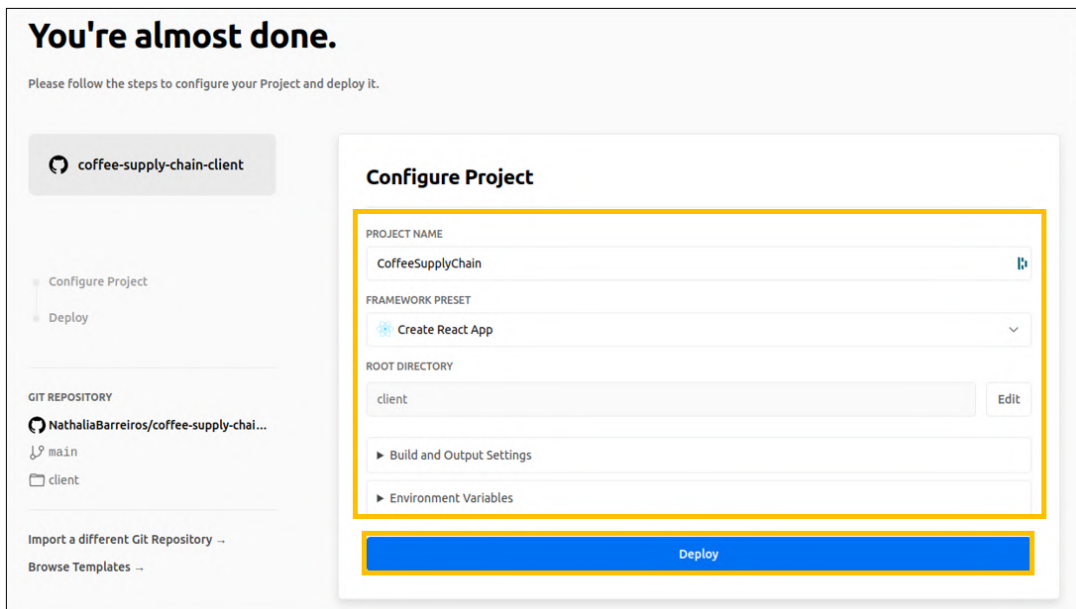 You're almost done.
Please follow the steps to configure your Project and deploy it.
coffee-supply-chain-client
Configure Project
Deploy
GIT REPOSITORY
NathaliaBarreiros/coffee-supply-chai...
main
client
Import a different Git Repository →
Browse Templates →
Configure Project
PROJECT NAME
CoffeeSupplyChain
FRAMEWORK PRESET
Create React App
ROOT DIRECTORY
client
Edit
▶ Build and Output Settings
▶ Environment Variables
Deploy